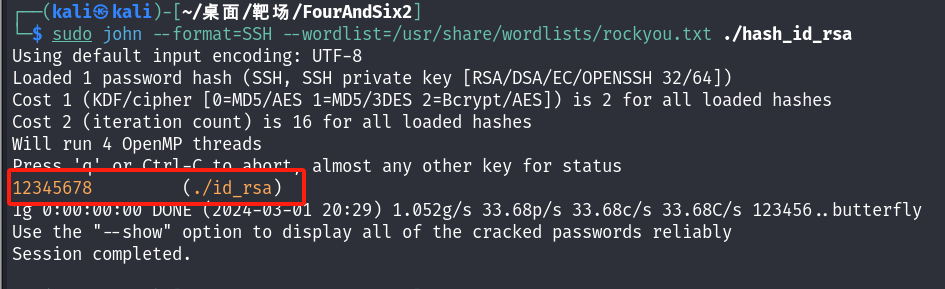 ┌──(kali㉿kali)-[~/桌面/靶场/FourAndSix2]
└─$ sudo john --format=SSH --wordlist=/usr/share/wordlists/rockyou.txt ./hash_id_rsa
Using default input encoding: UTF-8
Loaded 1 password hash (SSH, SSH private key [RSA/DSA/EC/OPENSSH 32/64])
Cost 1 (KDF/cipher [0=MD5/AES 1=MD5/3DES 2=Bcrypt/AES]) is 2 for all loaded hashes
Cost 2 (iteration count) is 16 for all loaded hashes
Will run 4 OpenMP threads
Press 'q' or Ctrl-C to abort, almost any other key for status
12345678         (./id_rsa)
1g 0:00:00:00 DONE (2024-03-01 20:29) 1.052g/s 33.68p/s 33.68c/s 33.68C/s 123456..butterfly
Use the "--show" option to display all of the cracked passwords reliably
Session completed.